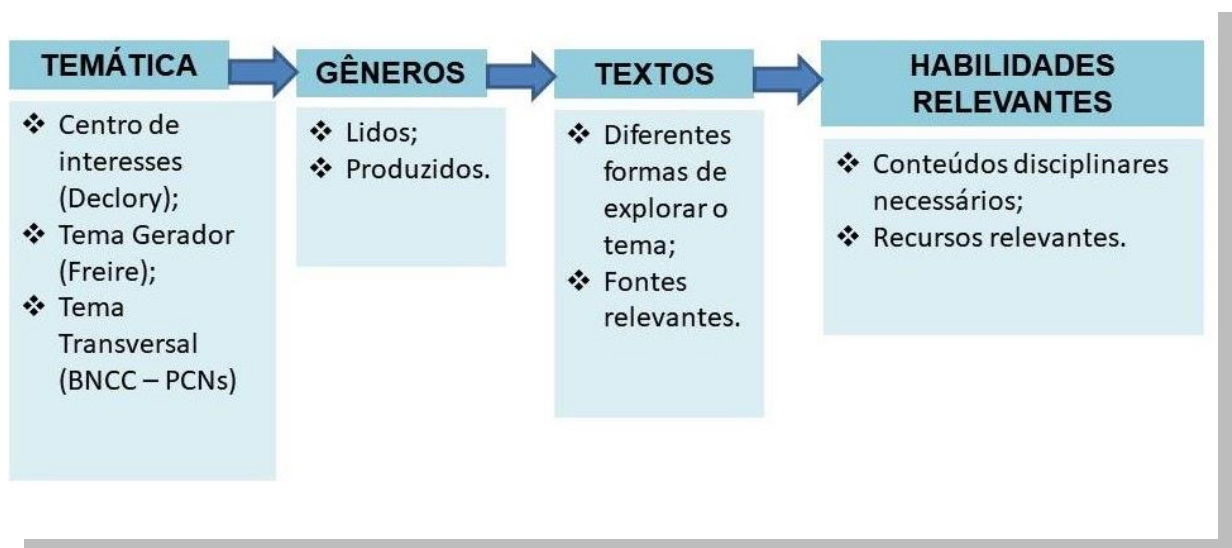 TEMÁTICA
❖ Centro de
interesses
(Declory);
❖ Tema Gerador
(Freire);
❖ Tema
Transversal
(BNCC – PCNs)
GÊNEROS
❖ Lidos;
❖ Produzidos.
TEXTOS
❖ Diferentes
formas de
explorar o
tema;
❖ Fontes
relevantes.
HABILIDADES
RELEVANTES
❖ Conteúdos disciplinares
necessários;
❖ Recursos relevantes.